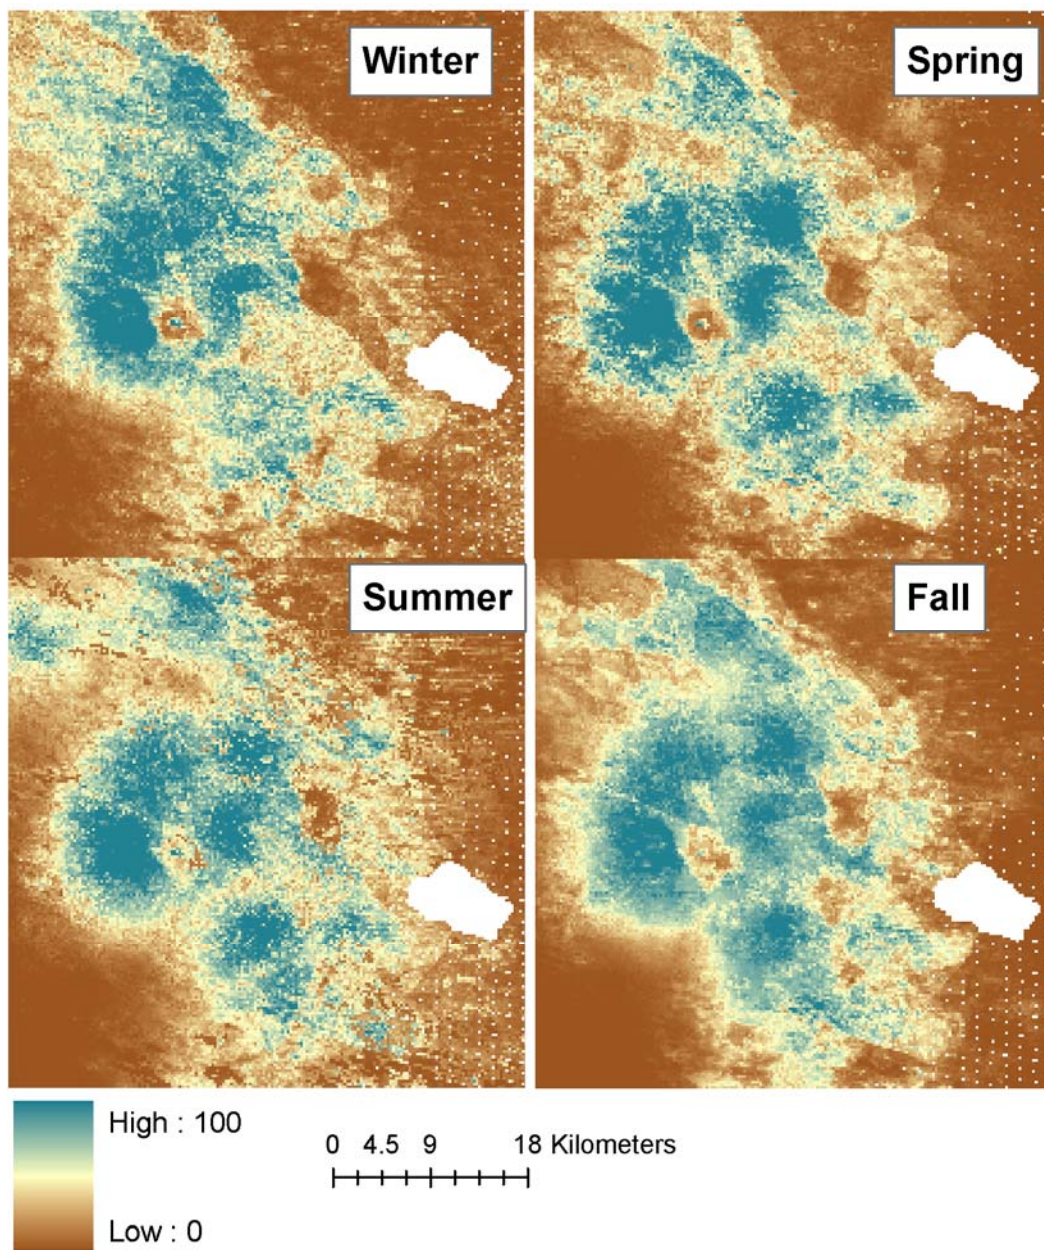 Winter
Spring
Summer
Fall
High : 100
Low : 0
0 4.5 9 18 Kilometers